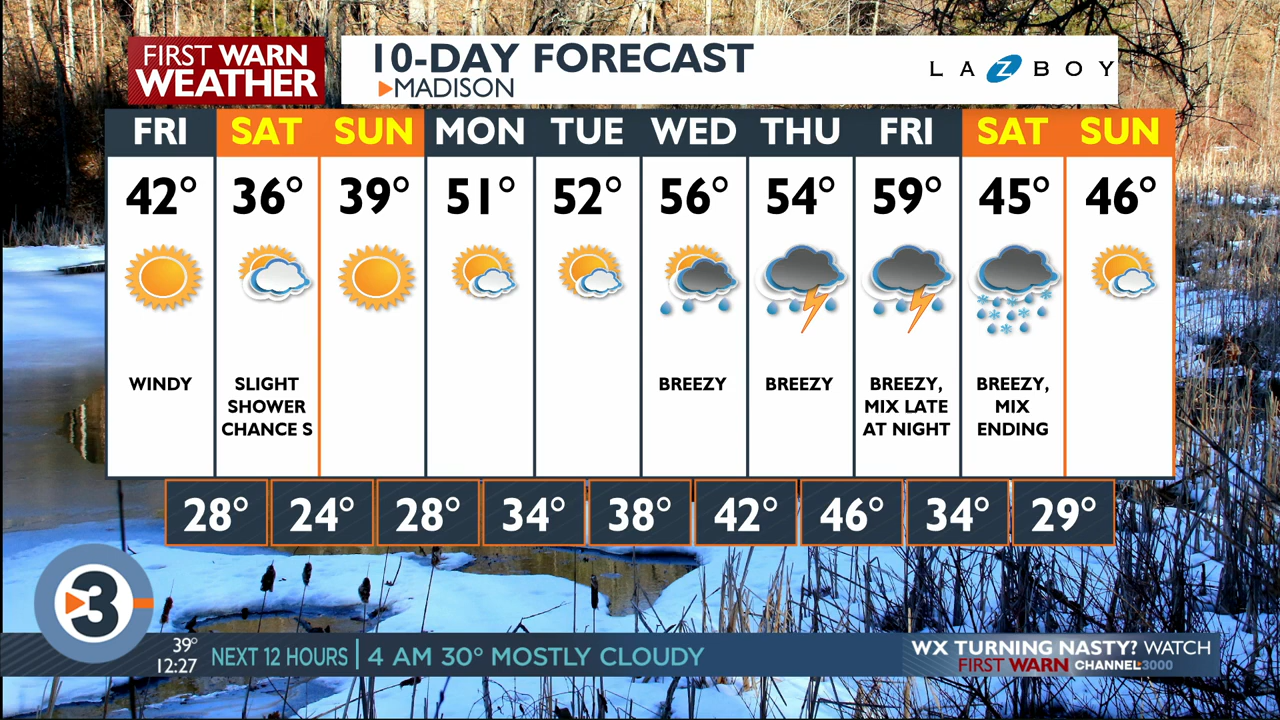 FIRST WARN
WEATHER
10-DAY FORECAST
MADISON
LA Z BOY
FRI SAT SUN MON TUE WED THU FRI SAT SUN
42° 36° 39° 51° 52° 56° 54° 59° 45° 46°
WINDY
SLIGHT
SHOWER
CHANCE S
BREEZY
BREEZY
BREEZY,
MIX LATE
AT NIGHT
BREEZY,
MIX
ENDING
28° 24° 28° 34° 38° 42° 46° 34° 29°
3
39°
12:27
NEXT 12 HOURS
4 AM 30° MOSTLY CLOUDY
WX TURNING NASTY? WATCH
FIRST WARN CHANNEL3000